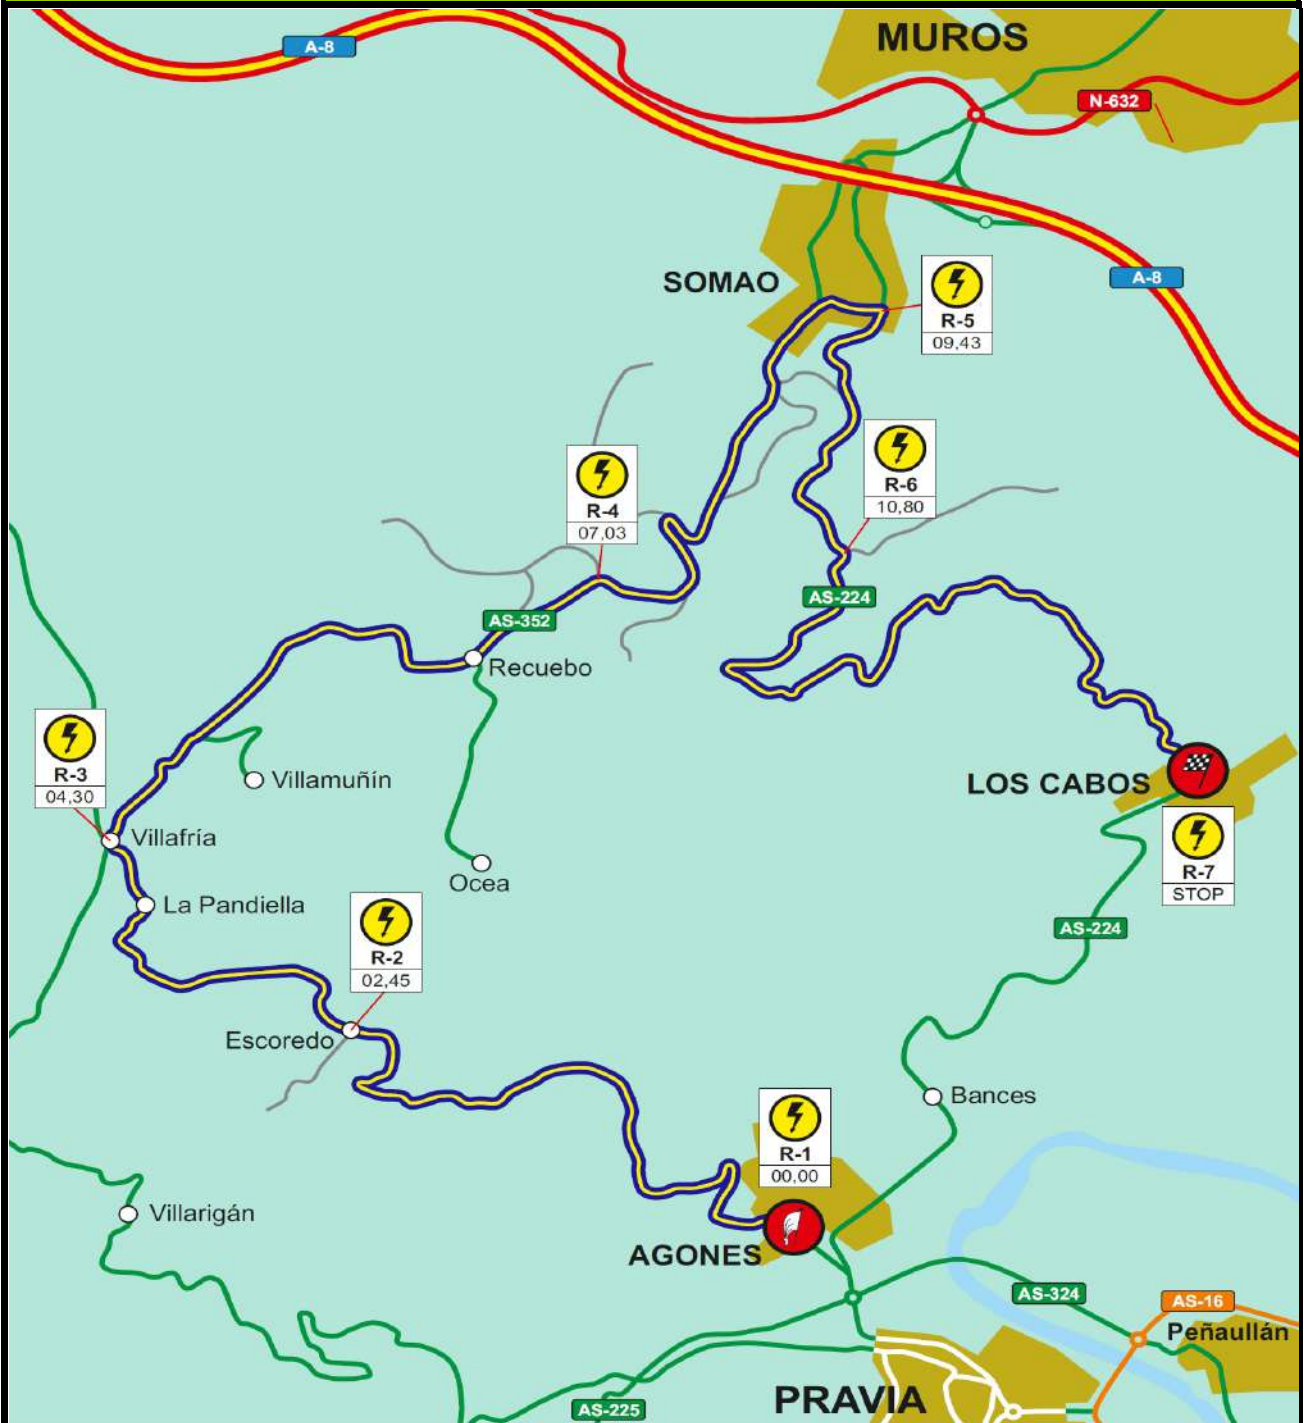 MUROS
A-8
N-632
SOMAO
A-8
R-5
09,43
R-4
07,03
R-6
10,80
AS-224
AS-352
Recuebo
R-3
04,30
Villamuñín
LOS CABOS
Villafría
R-7
STOP
Ocea
La Pandiella
AS-224
R-2
02,45
Escoredo
Bances
R-1
00,00
Villarigán
AGONES
AS-324
AS-16
Peñaullán
PRAVIA
AS-225